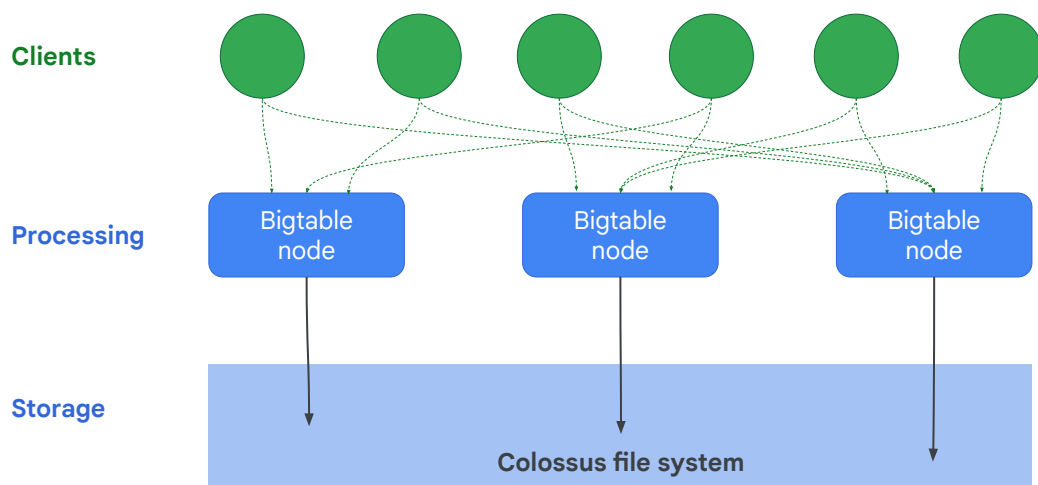 Clients
Processing
Bigtable
node
Bigtable
node
Bigtable
node
Storage
Colossus file system